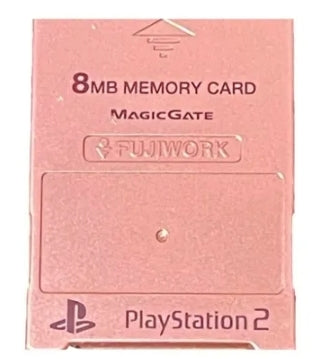 8MB MEMORY CARD
MAGICGATE
FUJIWORK
PlayStation 2